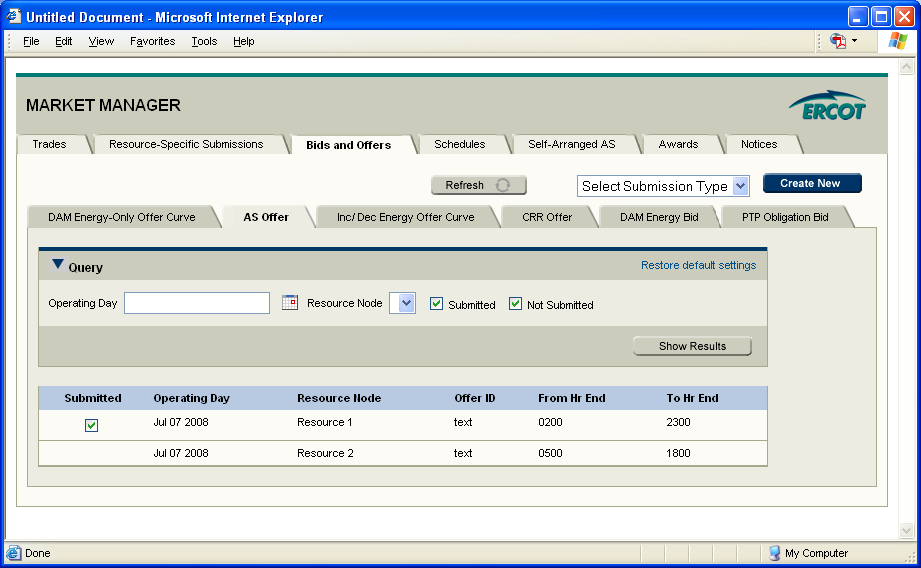 Untitled Document - Microsoft Internet Explorer
File Edit View Favorites Tools Help
MARKET MANAGER
ERCOT
Trades Resource-Specific Submissions Bids and Offers Schedules Self-Arranged AS Awards Notices
Refresh Select Submission Type Create New
DAM Energy-Only Offer Curve AS Offer Inc/ Dec Energy Offer Curve CRR Offer DAM Energy Bid PTP Obligation Bid
Query Restore default settings
Operating Day Resource Node Submitted Not Submitted
Show Results
Submitted Operating Day Resource Node Offer ID From Hr End To Hr End
Jul 07 2008 Resource 1 text 0200 2300
Jul 07 2008 Resource 2 text 0500 1800
Done My Computer